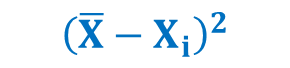 (X̅ − Xᵢ)²